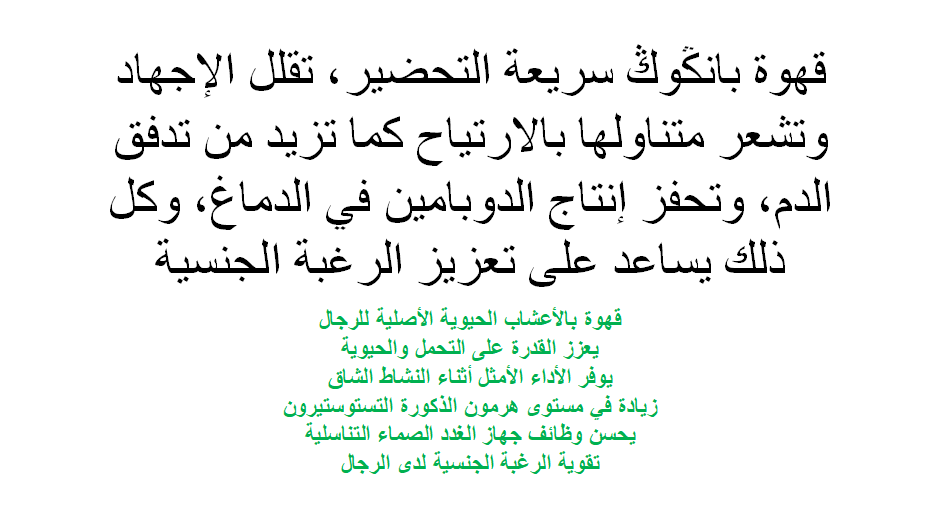 قهوة بانݣوݣ سريعة التحضير، تقلل الإجهاد
وتشعر متناولها بالارتياح كما تزيد من تدفق
الدم، وتحفز إنتاج الدوبامين في الدماغ، وكل
ذلك يساعد على تعزيز الرغبة الجنسية
قهوة بالأعشاب الحيوية الأصلية للرجال
يعزز القدرة على التحمل والحيوية
يوفر الأداء الأمثل أثناء النشاط الشاق
زيادة في مستوى هرمون الذكورة التستوستيرون
يحسن وظائف جهاز الغدد الصماء التناسلية
تقوية الرغبة الجنسية لدى الرجال